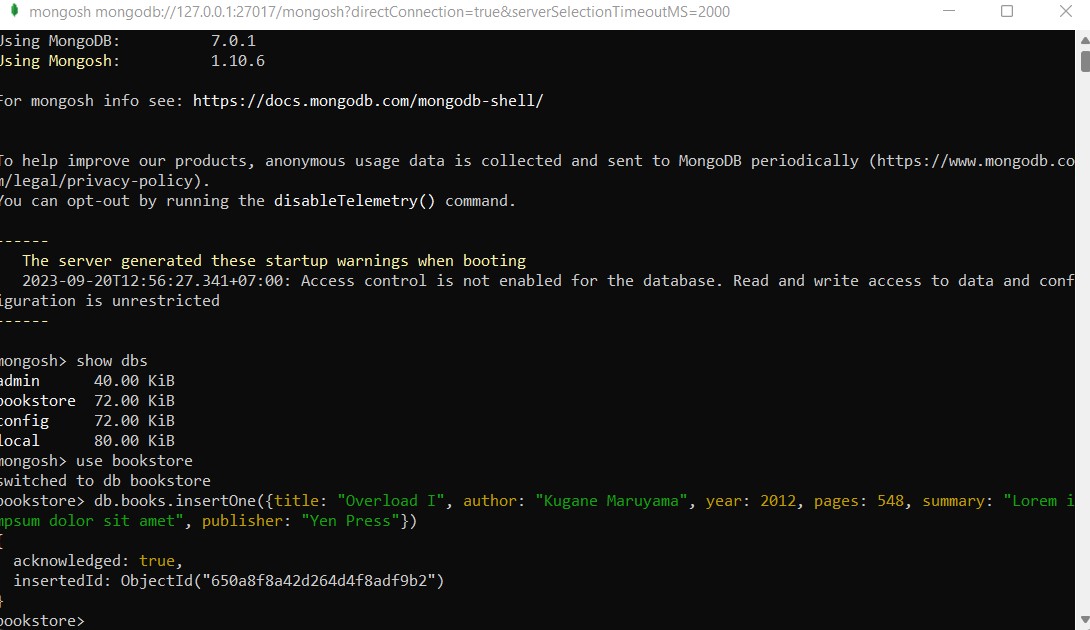 mongosh mongodb://127.0.0.1:27017/mongosh?directConnection=true&serverSelectionTimeoutMS=2000
Using MongoDB: 7.0.1
Using Mongosh: 1.10.6
For mongosh info see: https://docs.mongodb.com/mongodb-shell/
To help improve our products, anonymous usage data is collected and sent to MongoDB periodically (https://www.mongodb.co
m/legal/privacy-policy).
You can opt-out by running the disableTelemetry() command.
------
The server generated these startup warnings when booting
2023-09-20T12:56:27.341+07:00: Access control is not enabled for the database. Read and write access to data and conf
iguration is unrestricted
------
mongosh> show dbs
admin 40.00 KiB
bookstore 72.00 KiB
config 72.00 KiB
local 80.00 KiB
mongosh> use bookstore
switched to db bookstore
bookstore> db.books.insertOne({title: "Overload I", author: "Kugane Maruyama", year: 2012, pages: 548, summary: "Lorem i
mpsum dolor sit amet", publisher: "Yen Press"})
{
acknowledged: true,
insertedId: ObjectId("650a8f8a42d264d4f8adf9b2")
}
bookstore>